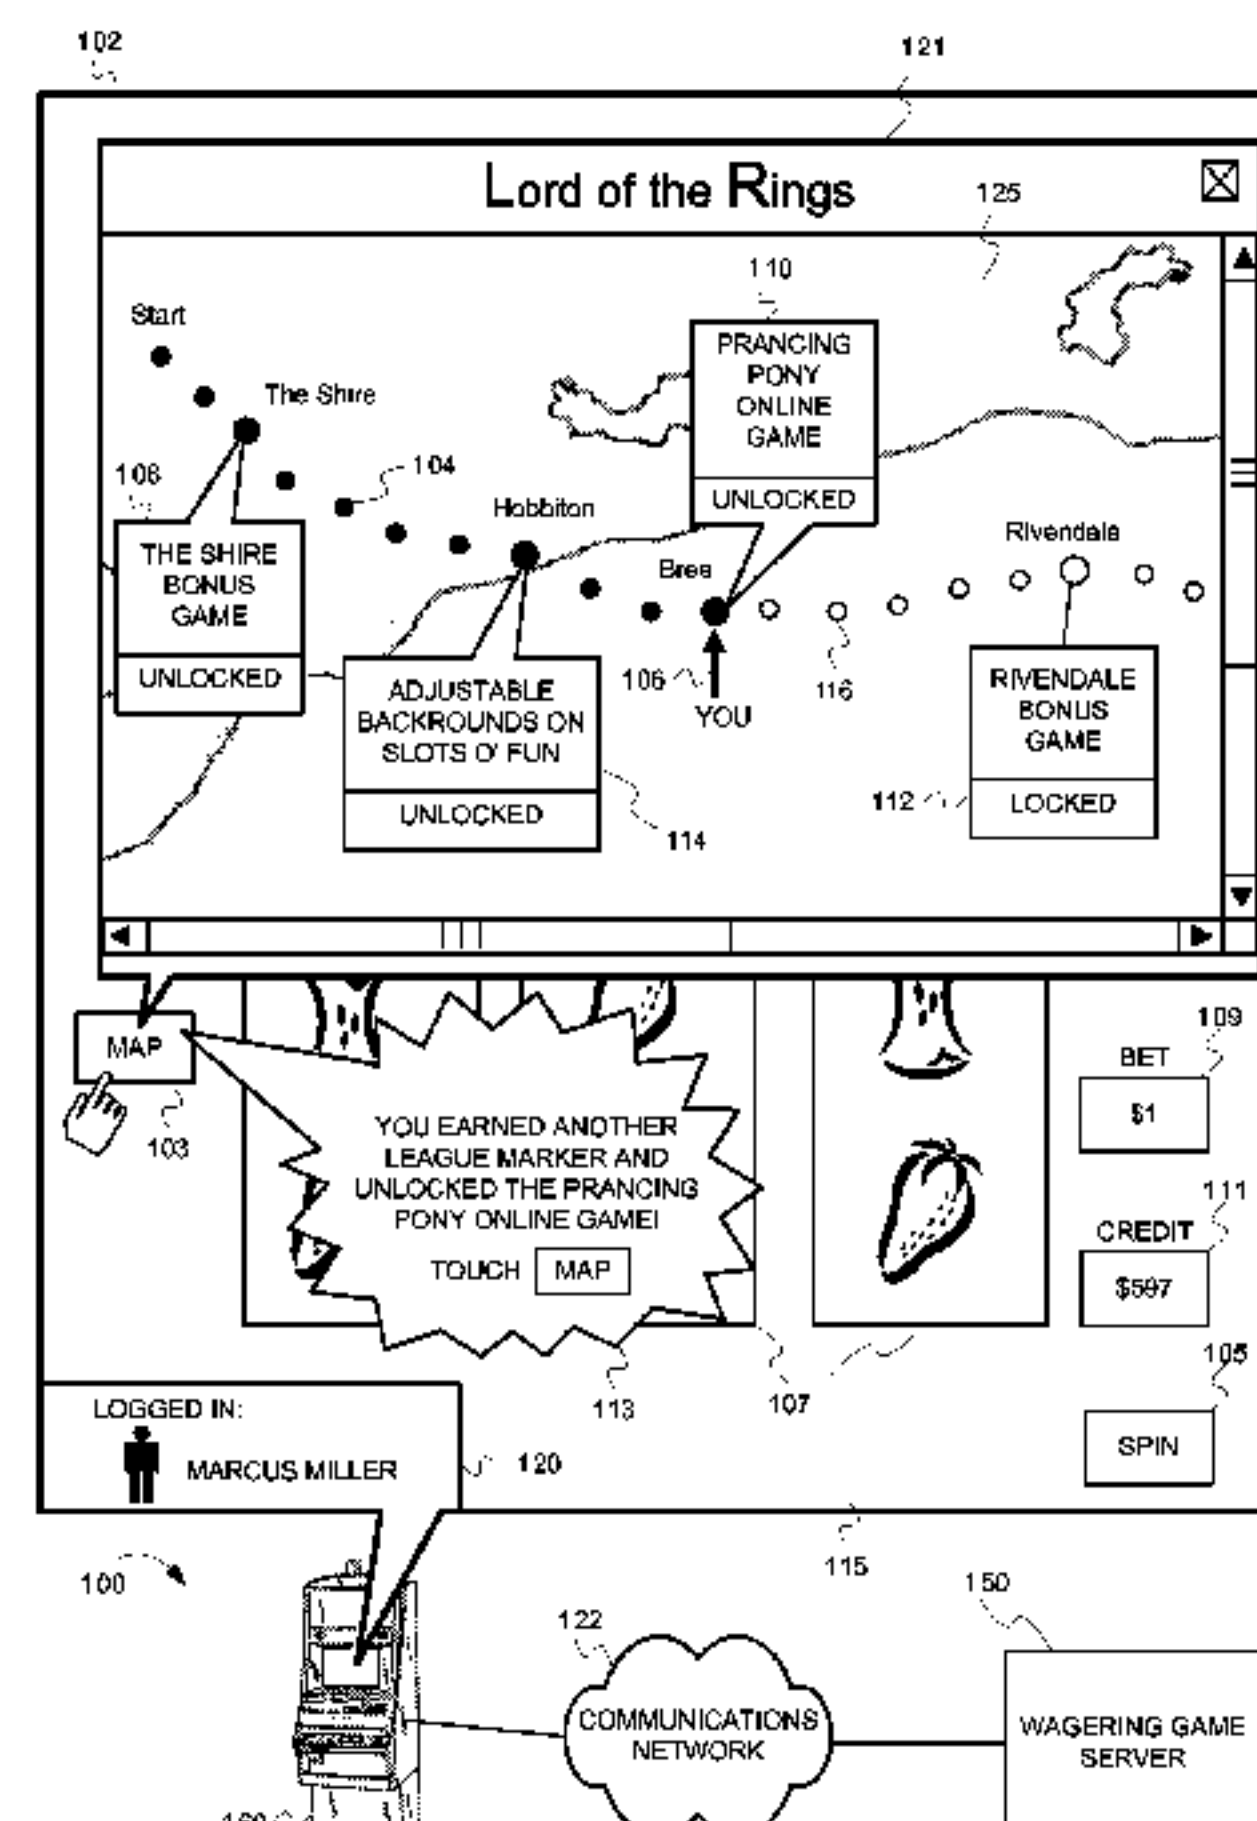 102
121
Lord of the Rings
125
110
Start
PRANCING
PONY
ONLINE
GAME
UNLOCKED
The Shire
108
104
Hobbiton
Bree
Rivendale
THE SHIRE
BONUS
GAME
UNLOCKED
106
YOU
116
ADJUSTABLE
BACKROUNDS ON
SLOTS O' FUN
UNLOCKED
114
RIVENDALE
BONUS
GAME
LOCKED
112
MAP
103
109
BET
$1
YOU EARNED ANOTHER
LEAGUE MARKER AND
UNLOCKED THE PRANCING
PONY ONLINE GAME!
TOUCH MAP
111
CREDIT
$597
113
107
105
SPIN
LOGGED IN:
MARCUS MILLER
120
115
100
122
150
COMMUNICATIONS
NETWORK
WAGERING GAME
SERVER